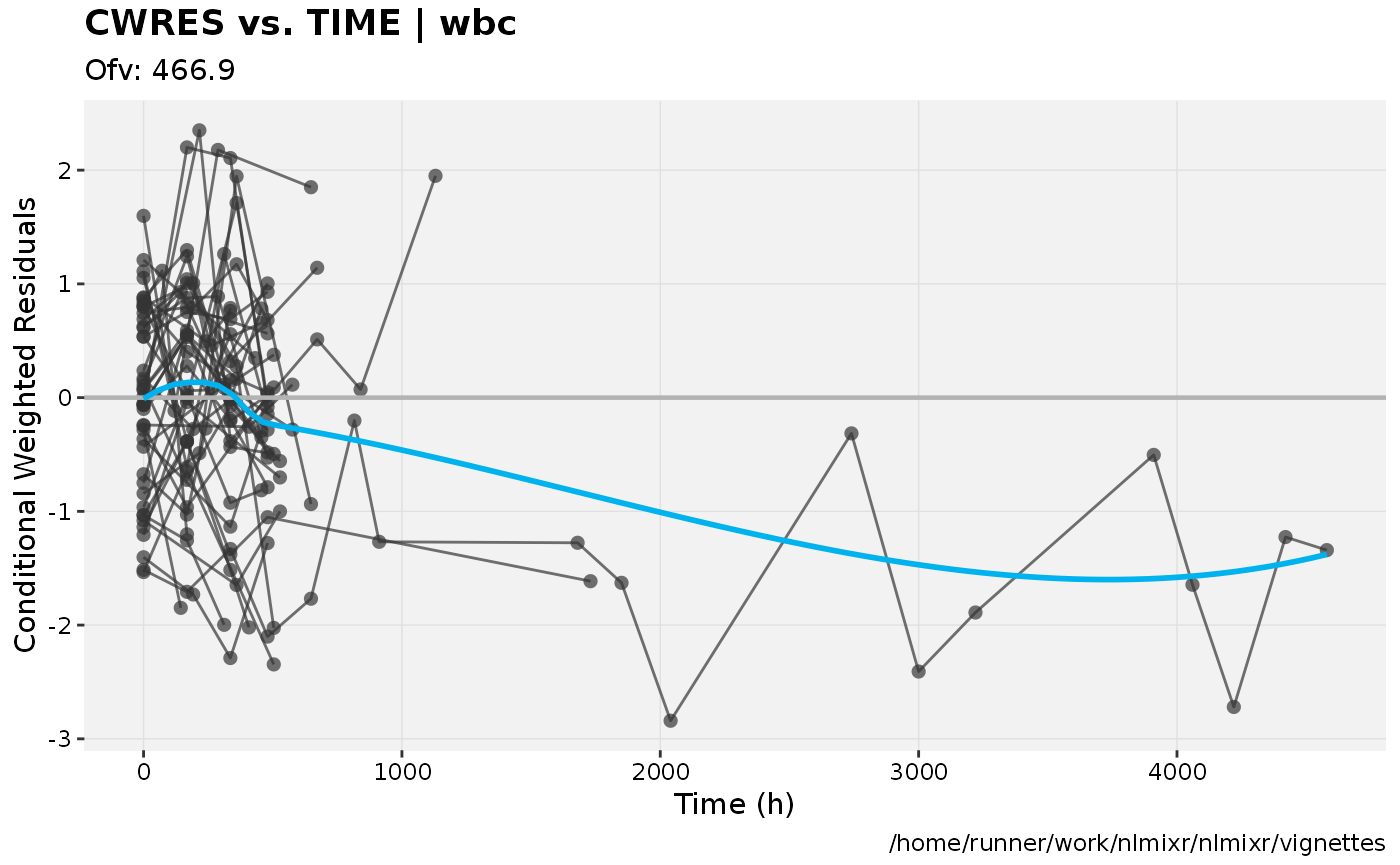 CWRES vs. TIME | wbc
Ofv: 466.9
Conditional Weighted Residuals
2
1
0
-1
-2
-3
0 1000 2000 3000 4000
Time (h)
/home/runner/work/nlmixr/nlmixr/vignettes